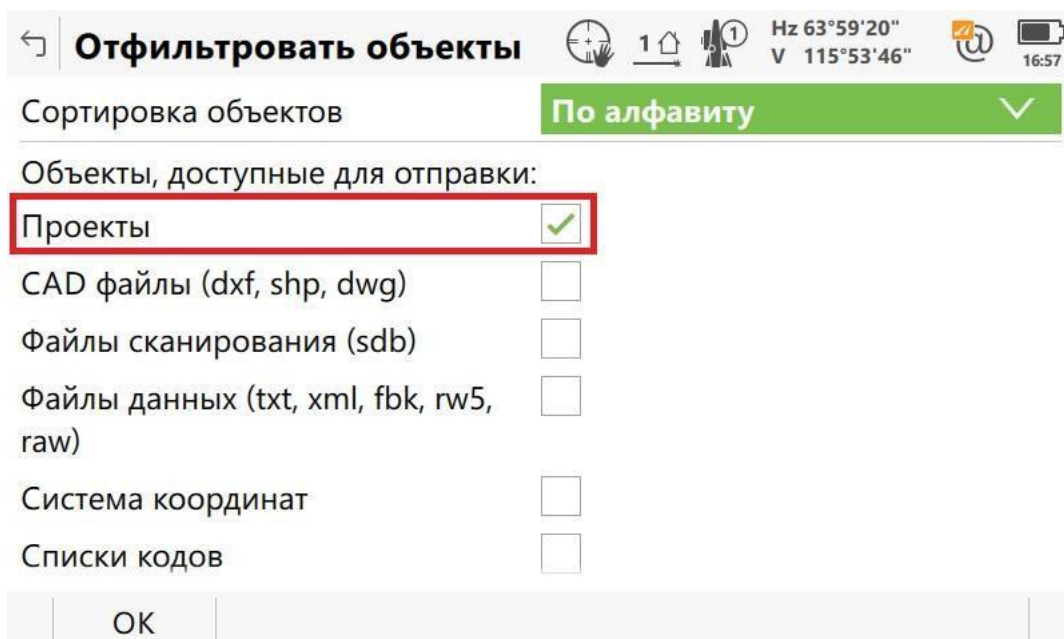 Отфильтровать объекты
1
1
Hz 63°59'20"
V 115°53'46"
@
16:57
Сортировка объектов
По алфавиту
Объекты, доступные для отправки:
Проекты
CAD файлы (dxf, shp, dwg)
Файлы сканирования (sdb)
Файлы данных (txt, xml, fbk, rw5,
raw)
Система координат
Списки кодов
OK